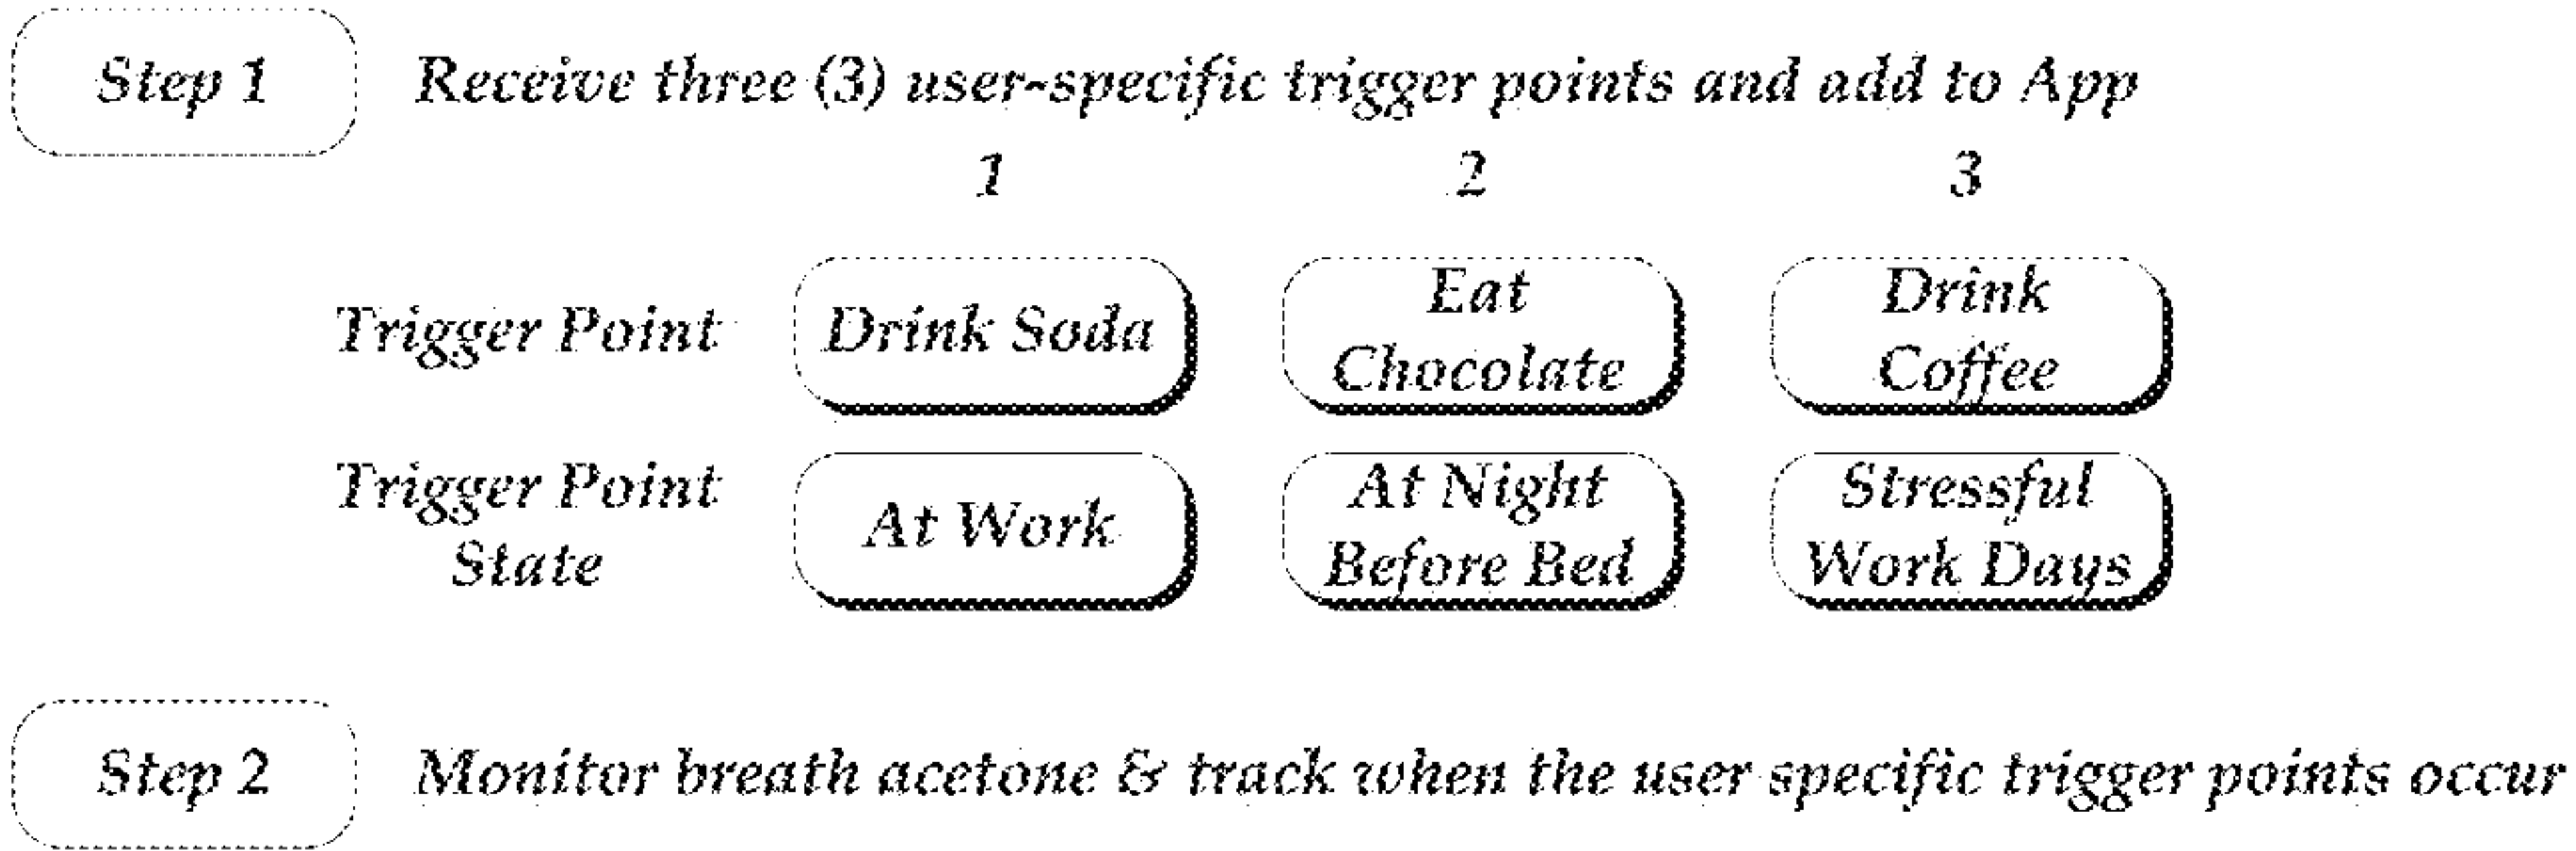 Step 1 Receive three (3) user-specific trigger points and add to App
1 2 3
Trigger Point Drink Soda Eat Chocolate Drink Coffee
Trigger Point State At Work At Night Before Bed Stressful Work Days
Step 2 Monitor breath acetone & track when the user specific trigger points occur